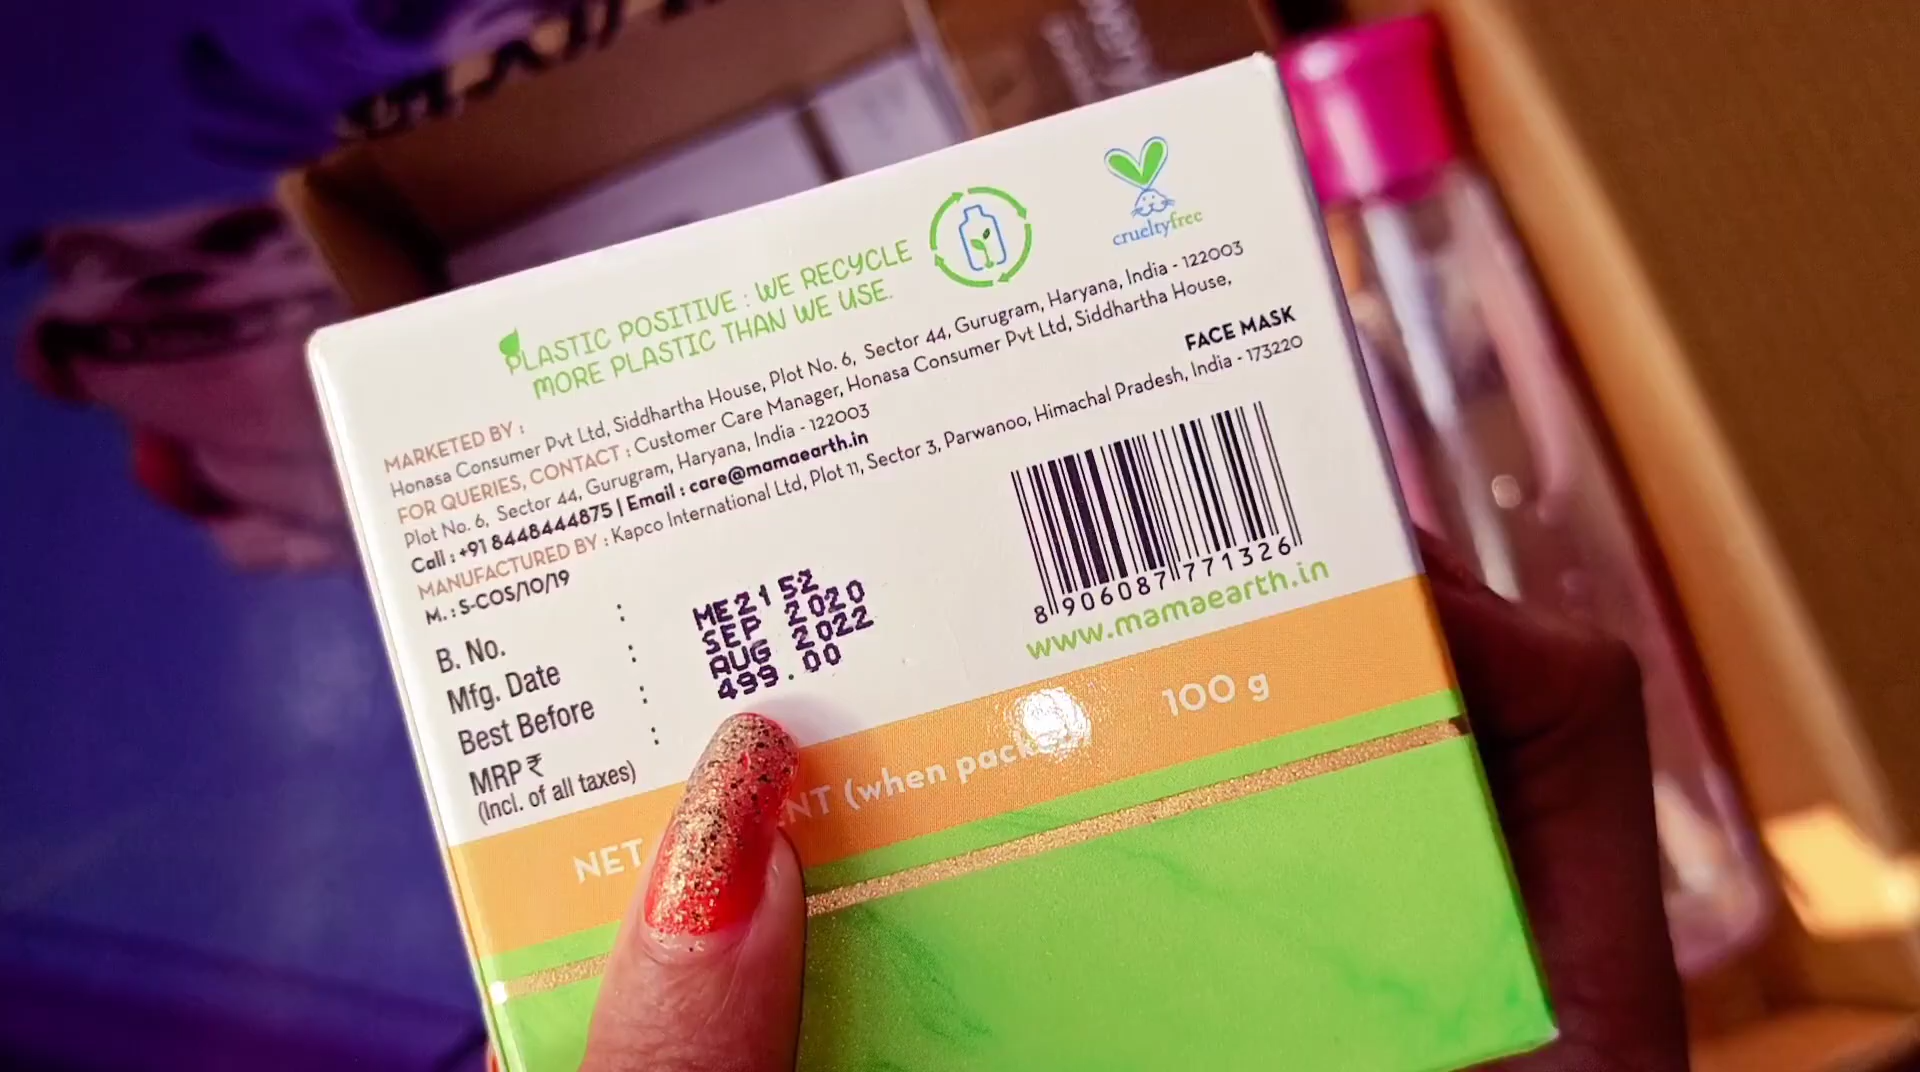 PLASTIC POSITIVE : WE RECYCLE
MORE PLASTIC THAN WE USE.
crueltyfree
MARKETED BY :
Honasa Consumer Pvt Ltd, Siddhartha House, Plot No. 6, Sector 44, Gurugram, Haryana, India - 122003
FOR QUERIES, CONTACT : Customer Care Manager, Honasa Consumer Pvt Ltd, Siddhartha House,
Plot No. 6, Sector 44, Gurugram, Haryana, India - 122003
Call : +91 8448444875 | Email : care@mamaearth.in
FACE MASK
MANUFACTURED BY : Kapco International Ltd, Plot 11, Sector 3, Parwanoo, Himachal Pradesh, India - 173220
M. : S-COS/10/19
B. No. : ME2152
Mfg. Date : SEP 2020
Best Before : AUG 2022
MRP ₹ : 499.00
(Incl. of all taxes)
8 906087 771326
www.mamaearth.in
NET (when packed) 100 g